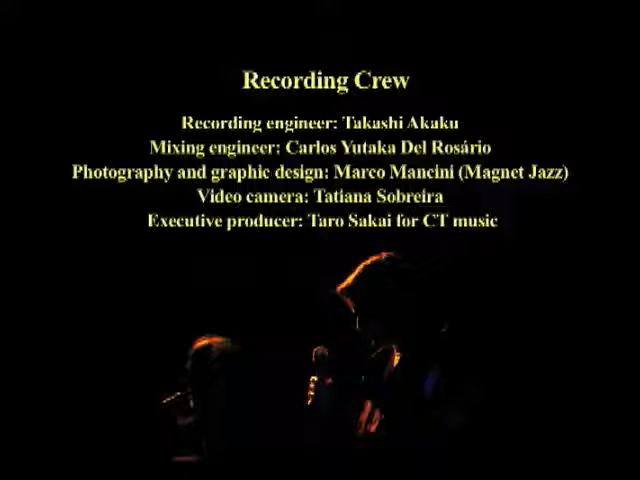 Recording Crew
Recording engineer: Takashi Akaku
Mixing engineer: Carlos Yutaka Del Rosário
Photography and graphic design: Marco Mancini (Magnet Jazz)
Video camera: Tatiana Sobreira
Executive producer: Taro Sakai for CT music